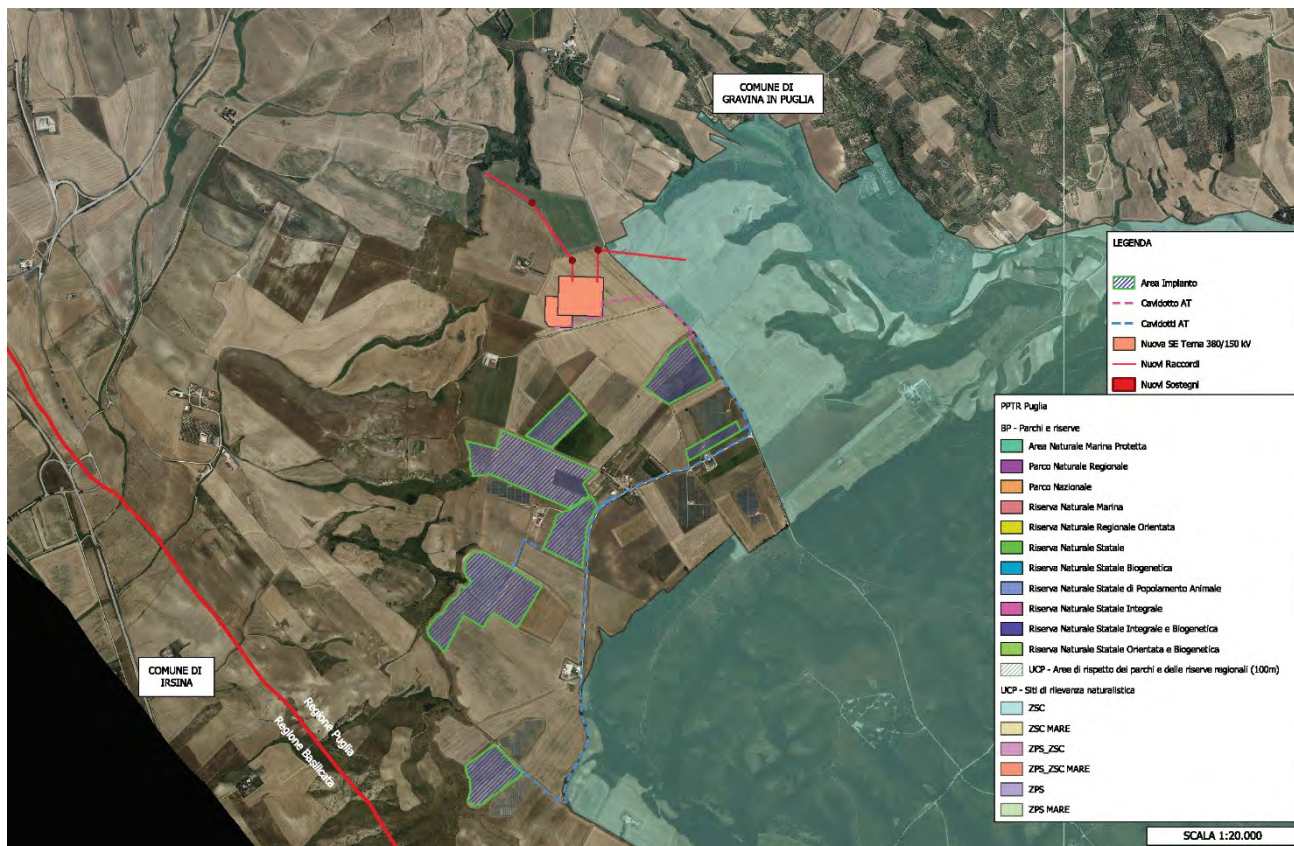 COMUNE DI
GRAVINA IN PUGLIA
LEGENDA
Area Impianto
Cavidotto AT
Cavidotti AT
Nuova SE Terna 380/150 kV
Nuovi Raccordi
Nuovi Sostegni
PPTR Puglia
BP - Parchi e riserve
Area Naturale Marina Protetta
Parco Naturale Regionale
Parco Nazionale
Riserva Naturale Marina
Riserva Naturale Regionale Orientata
Riserva Naturale Statale
Riserva Naturale Statale Biogenetica
Riserva Naturale Statale di Popolamento Animale
Riserva Naturale Statale Integrale
Riserva Naturale Statale Integrale e Biogenetica
Riserva Naturale Statale Orientata e Biogenetica
UCP - Aree di rispetto dei parchi e delle riserve regionali (100m)
UCP - Siti di rilevanza naturalistica
ZSC
ZSC MARE
ZPS_ZSC
ZPS_ZSC MARE
ZPS
ZPS MARE
COMUNE DI
IRSINA
Regione Puglia
Regione Basilicata
SCALA 1:20.000